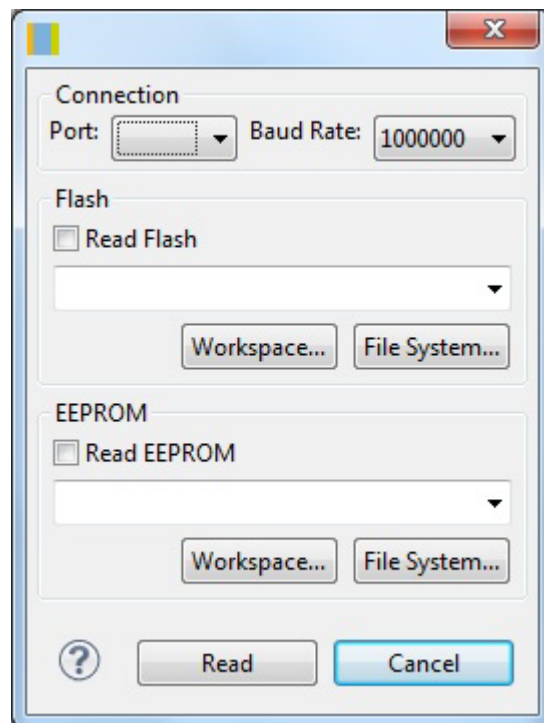 Connection
Port: Baud Rate: 1000000
Flash
Read Flash
Workspace... File System...
EEPROM
Read EEPROM
Workspace... File System...
? Read Cancel